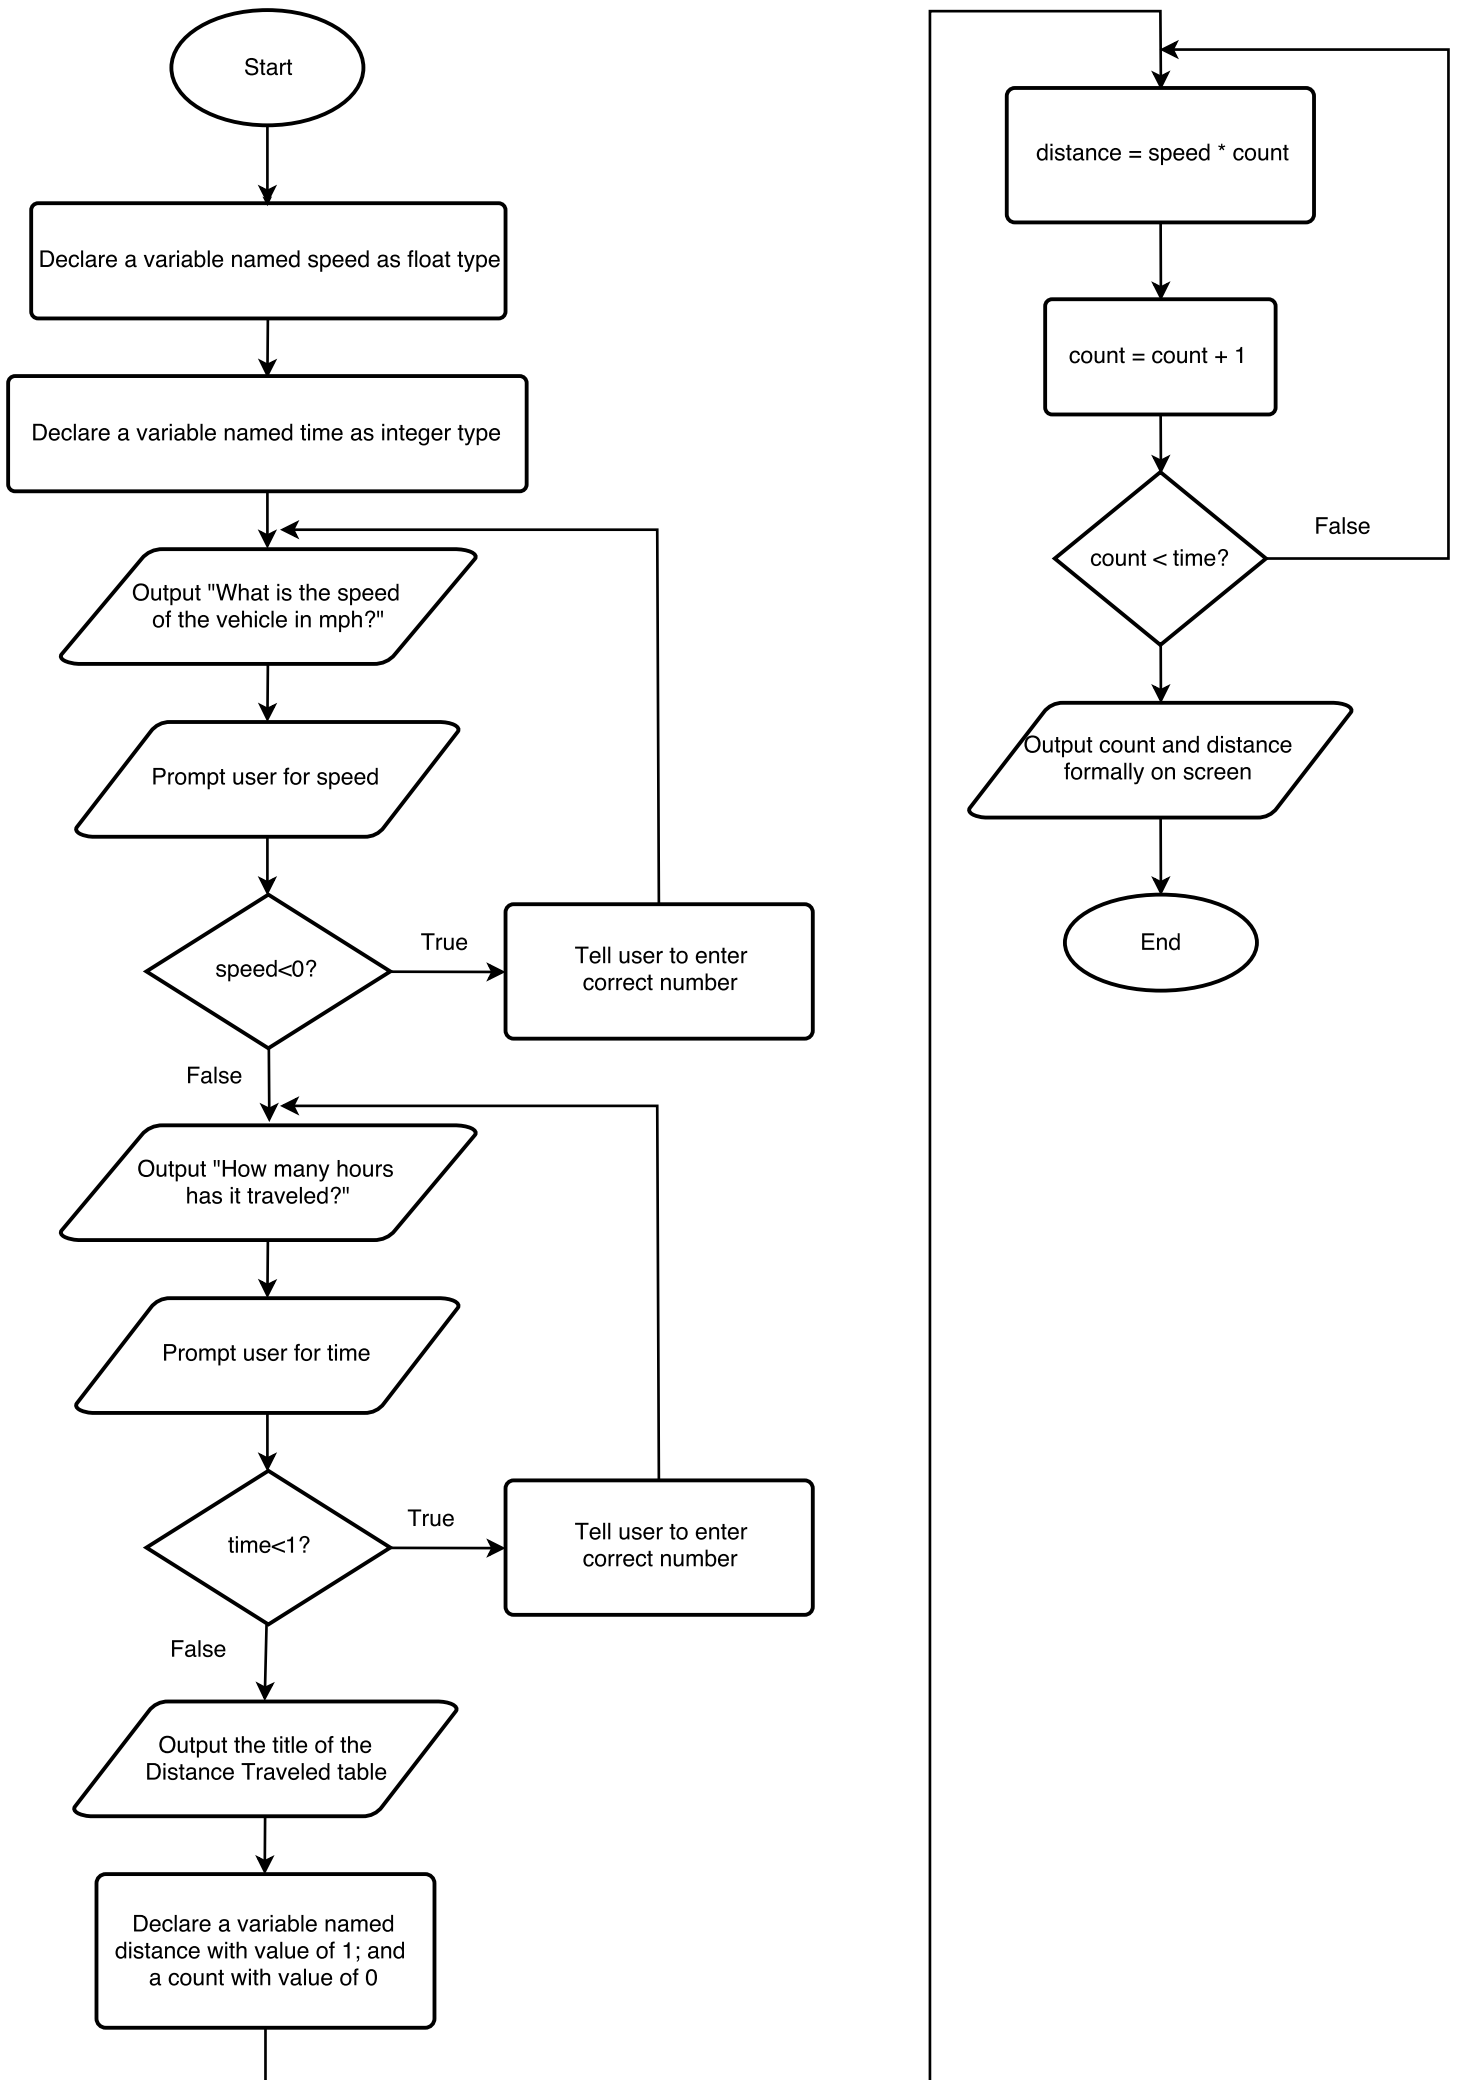 Start
Declare a variable named speed as float type
Declare a variable named time as integer type
Output "What is the speed
of the vehicle in mph?"
Prompt user for speed
speed<0?
True
Tell user to enter
correct number
False
Output "How many hours
has it traveled?"
Prompt user for time
time<1?
True
Tell user to enter
correct number
False
Output the title of the
Distance Traveled table
Declare a variable named
distance with value of 1; and
a count with value of 0
distance = speed * count
count = count + 1
count < time?
False
Output count and distance
formally on screen
End